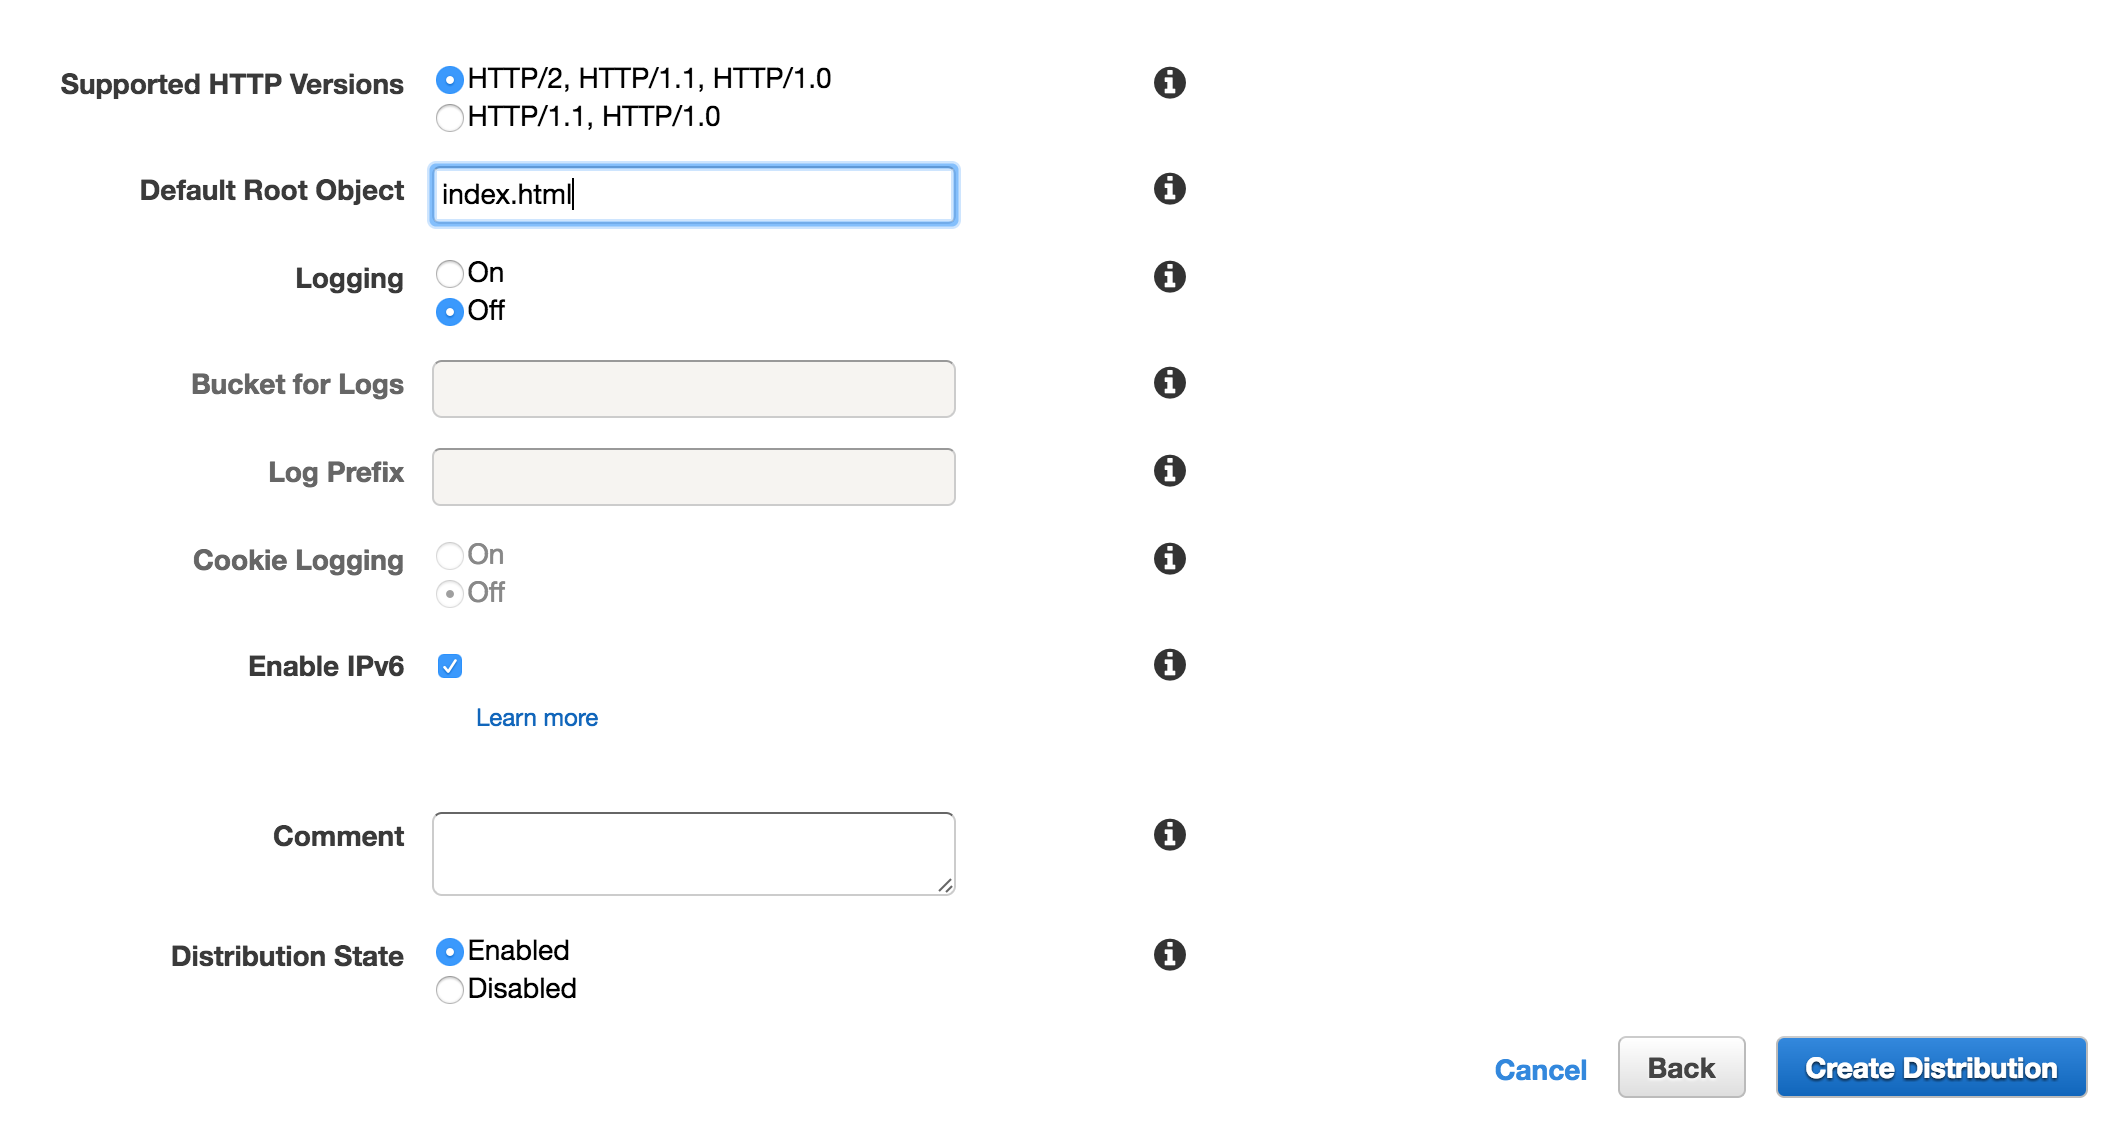 Supported HTTP Versions
HTTP/2, HTTP/1.1, HTTP/1.0
HTTP/1.1, HTTP/1.0
Default Root Object
index.html
Logging
On
Off
Bucket for Logs
Log Prefix
Cookie Logging
On
Off
Enable IPv6
Learn more
Comment
Distribution State
Enabled
Disabled
Cancel
Back
Create Distribution